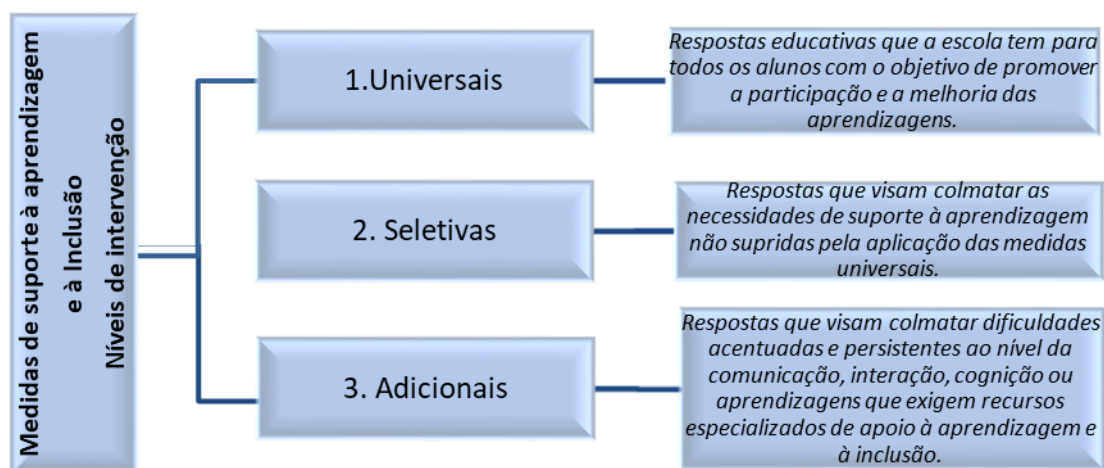 Medidas de suporte à aprendizagem
e à Inclusão
Níveis de intervenção
1.Universais
Respostas educativas que a escola tem para
todos os alunos com o objetivo de promover
a participação e a melhoria das
aprendizagens.
2. Seletivas
Respostas que visam colmatar as
necessidades de suporte à aprendizagem
não supridas pela aplicação das medidas
universais.
3. Adicionais
Respostas que visam colmatar dificuldades
acentuadas e persistentes ao nível da
comunicação, interação, cognição ou
aprendizagens que exigem recursos
especializados de apoio à aprendizagem e
à inclusão.